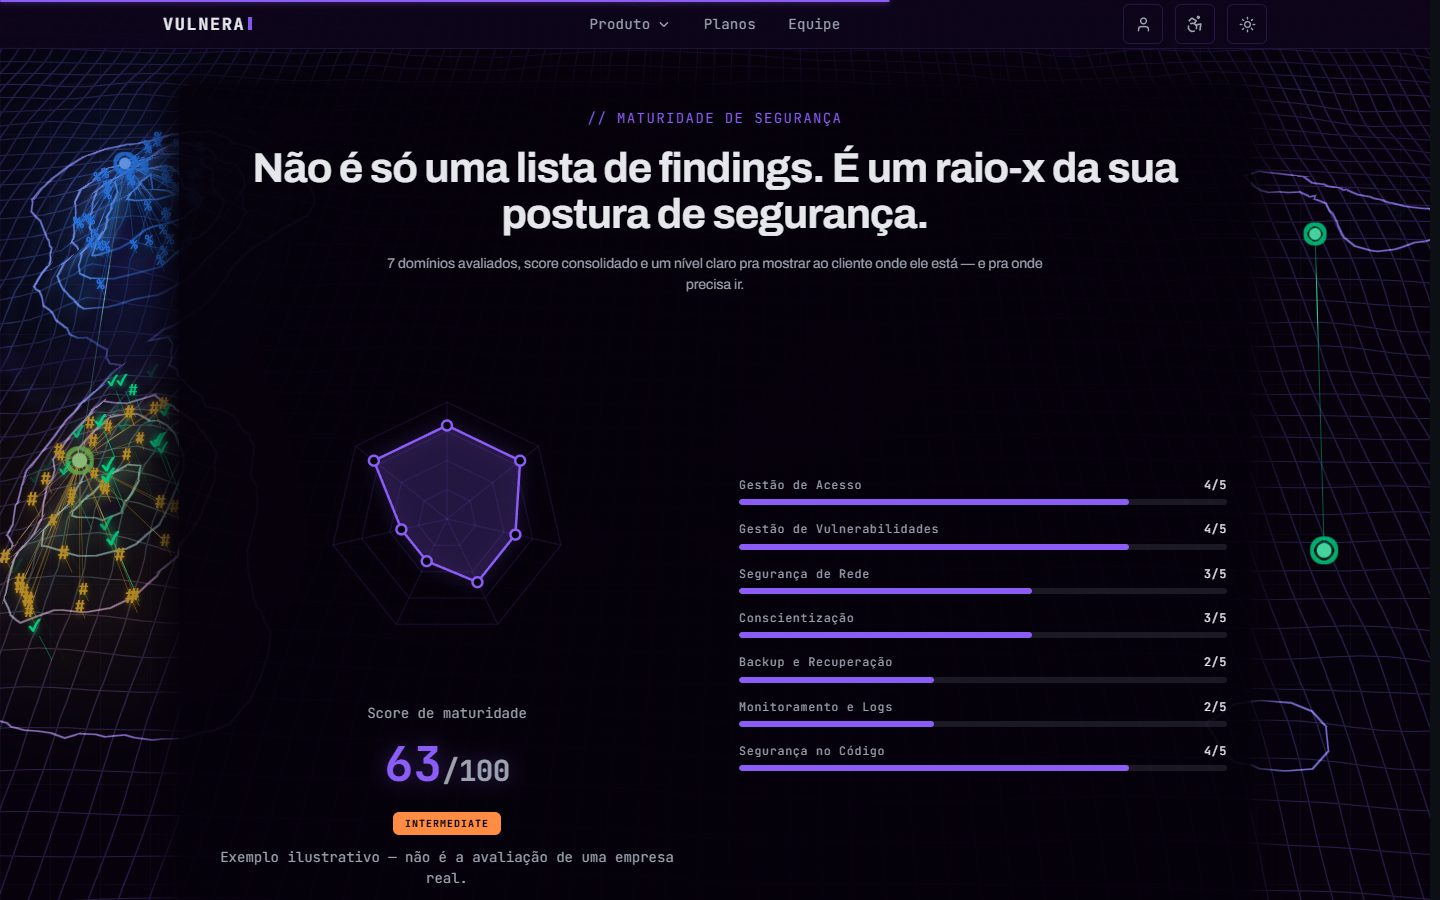 VULNERA
Produto
Planos
Equipe
// MATURIDADE DE SEGURANÇA
Não é só uma lista de findings. É um raio-x da sua
postura de segurança.
7 domínios avaliados, score consolidado e um nível claro pra mostrar ao cliente onde ele está — e pra onde
precisa ir.
Gestão de Acesso 4/5
Gestão de Vulnerabilidades 4/5
Segurança de Rede 3/5
Conscientização 3/5
Backup e Recuperação 2/5
Monitoramento e Logs 2/5
Segurança no Código 4/5
Score de maturidade
63/100
INTERMEDIATE
Exemplo ilustrativo — não é a avaliação de uma empresa
real.